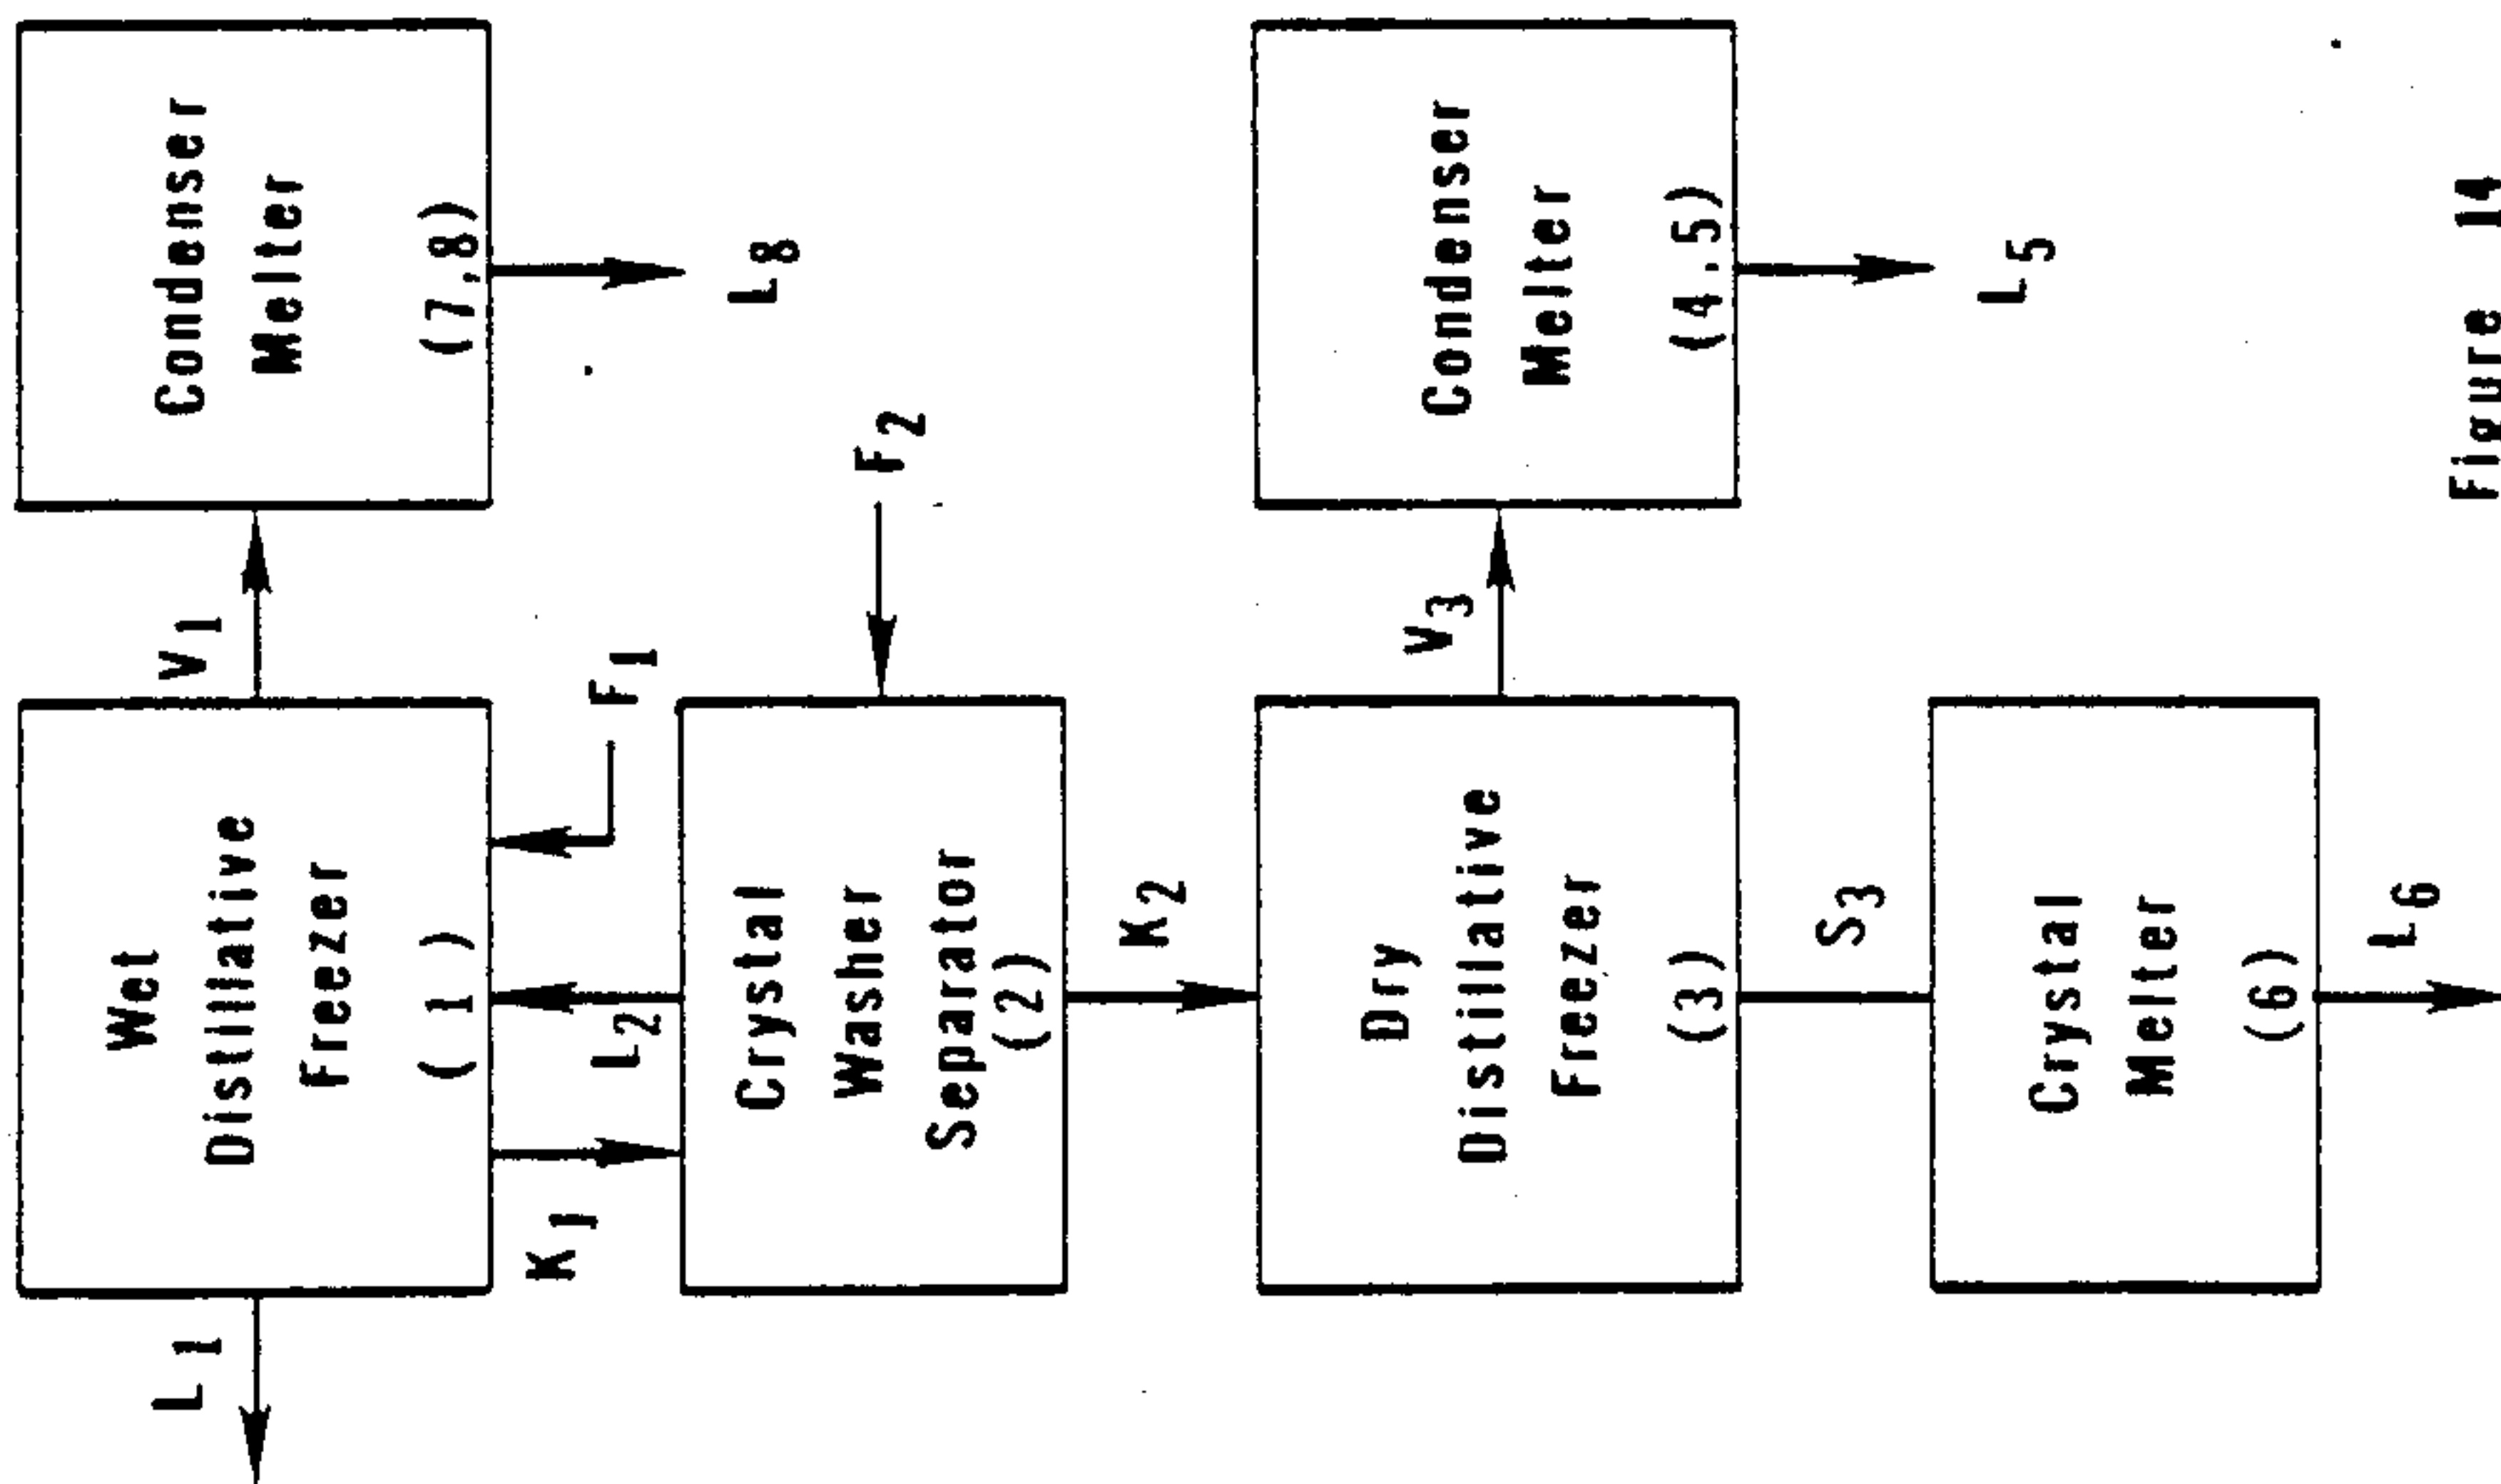 Condenser
Melter
(7,8)
L8
V1
Wet
Distillative
Freezer
(1)
F1
L1
K1
L2
F2
Crystal
Washer
Separator
(2)
K2
Condenser
Melter
(4,5)
L5
V3
Dry
Distillative
Freezer
(3)
S3
Crystal
Melter
(6)
L6
Figure 14